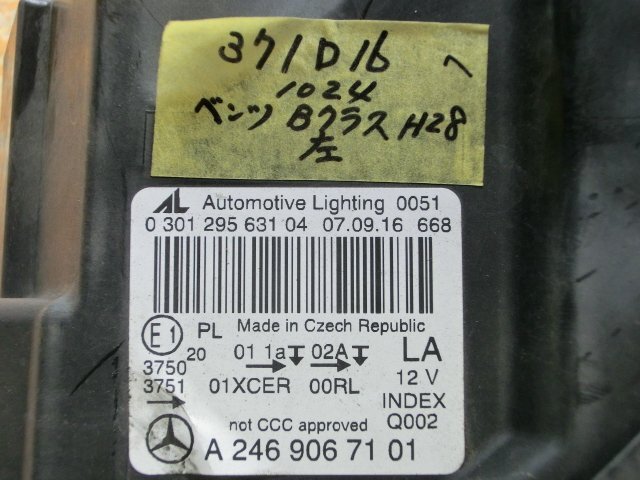 371D16 7
1024
ベンツ Bクラス H28
左
AL Automotive Lighting 0051
0 301 295 631 04 07.09.16 668
E1 PL Made in Czech Republic
20 01 1a 02A LA
3750
3751 01XCER 00RL 12 V
INDEX
not CCC approved Q002
A 246 906 71 01